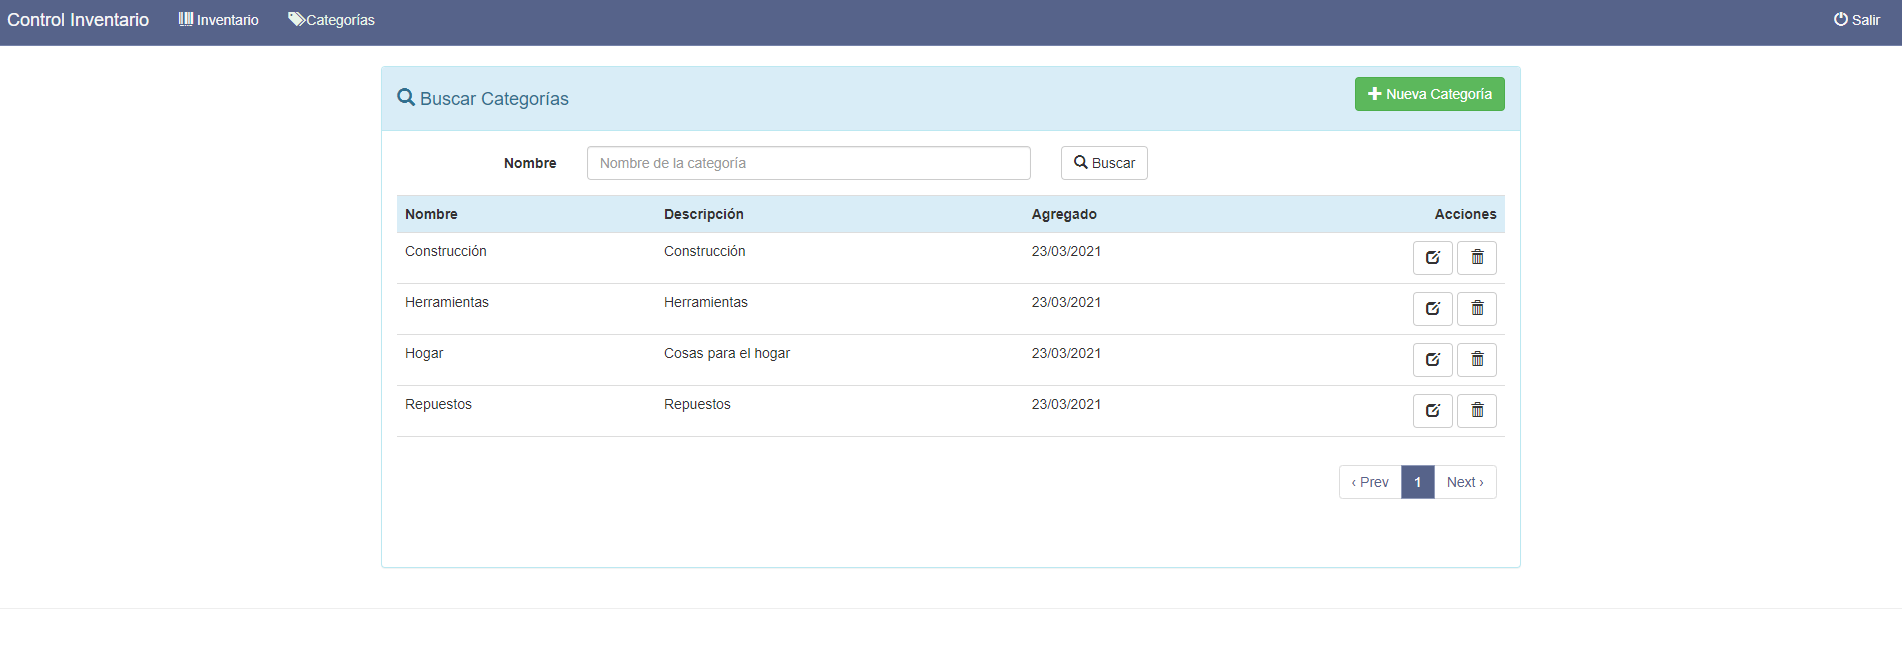 Control Inventario Inventario Categorías Salir
Buscar Categorías Nueva Categoría
Nombre Nombre de la categoría Buscar
Nombre Descripción Agregado Acciones
Construcción Construcción 23/03/2021
Herramientas Herramientas 23/03/2021
Hogar Cosas para el hogar 23/03/2021
Repuestos Repuestos 23/03/2021
‹ Prev 1 Next ›